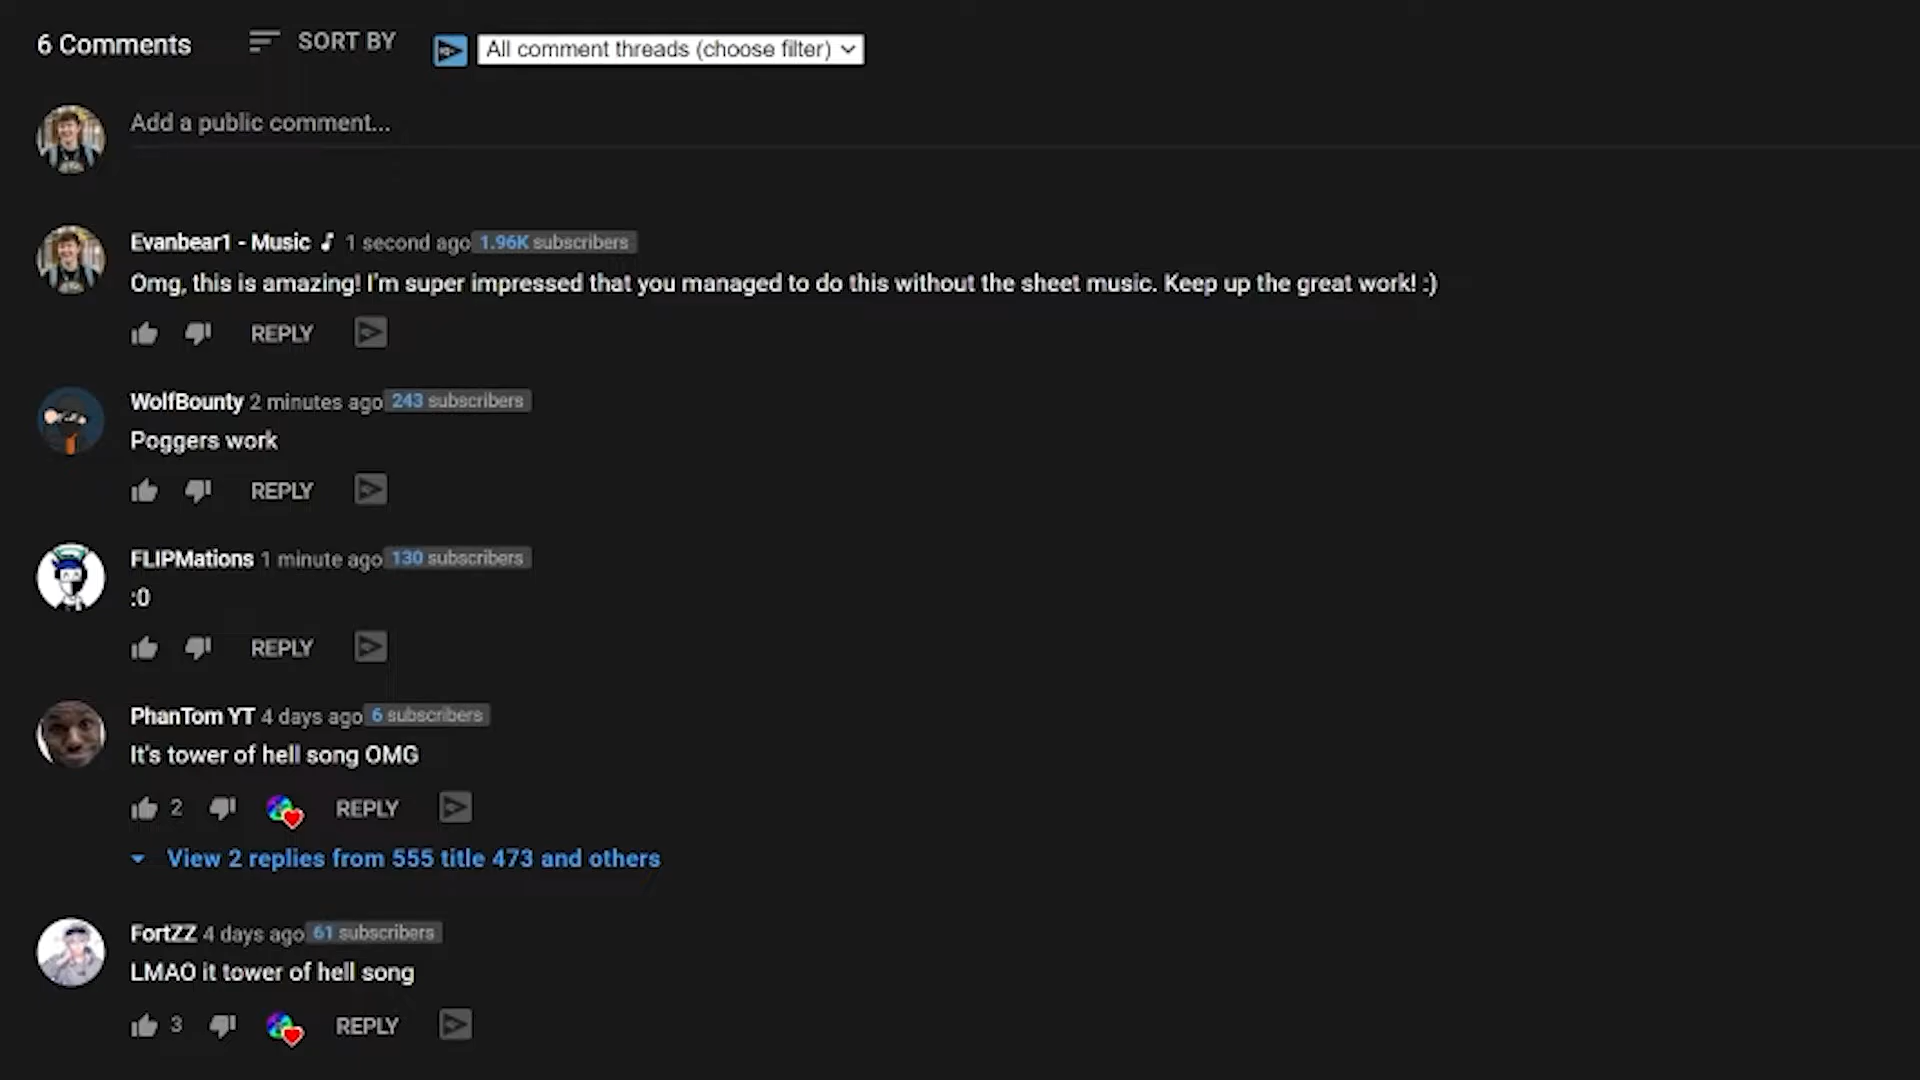 6 Comments SORT BY All comment threads (choose filter)
Add a public comment...
Evanbear1 - Music 1 second ago 1.96K subscribers
Omg, this is amazing! I'm super impressed that you managed to do this without the sheet music. Keep up the great work! :)
REPLY
WolfBounty 2 minutes ago 243 subscribers
Poggers work
REPLY
FLIPMations 1 minute ago 130 subscribers
:0
REPLY
PhanTom YT 4 days ago 6 subscribers
It's tower of hell song OMG
2 REPLY
View 2 replies from 555 title 473 and others
FortZZ 4 days ago 61 subscribers
LMAO it tower of hell song
3 REPLY